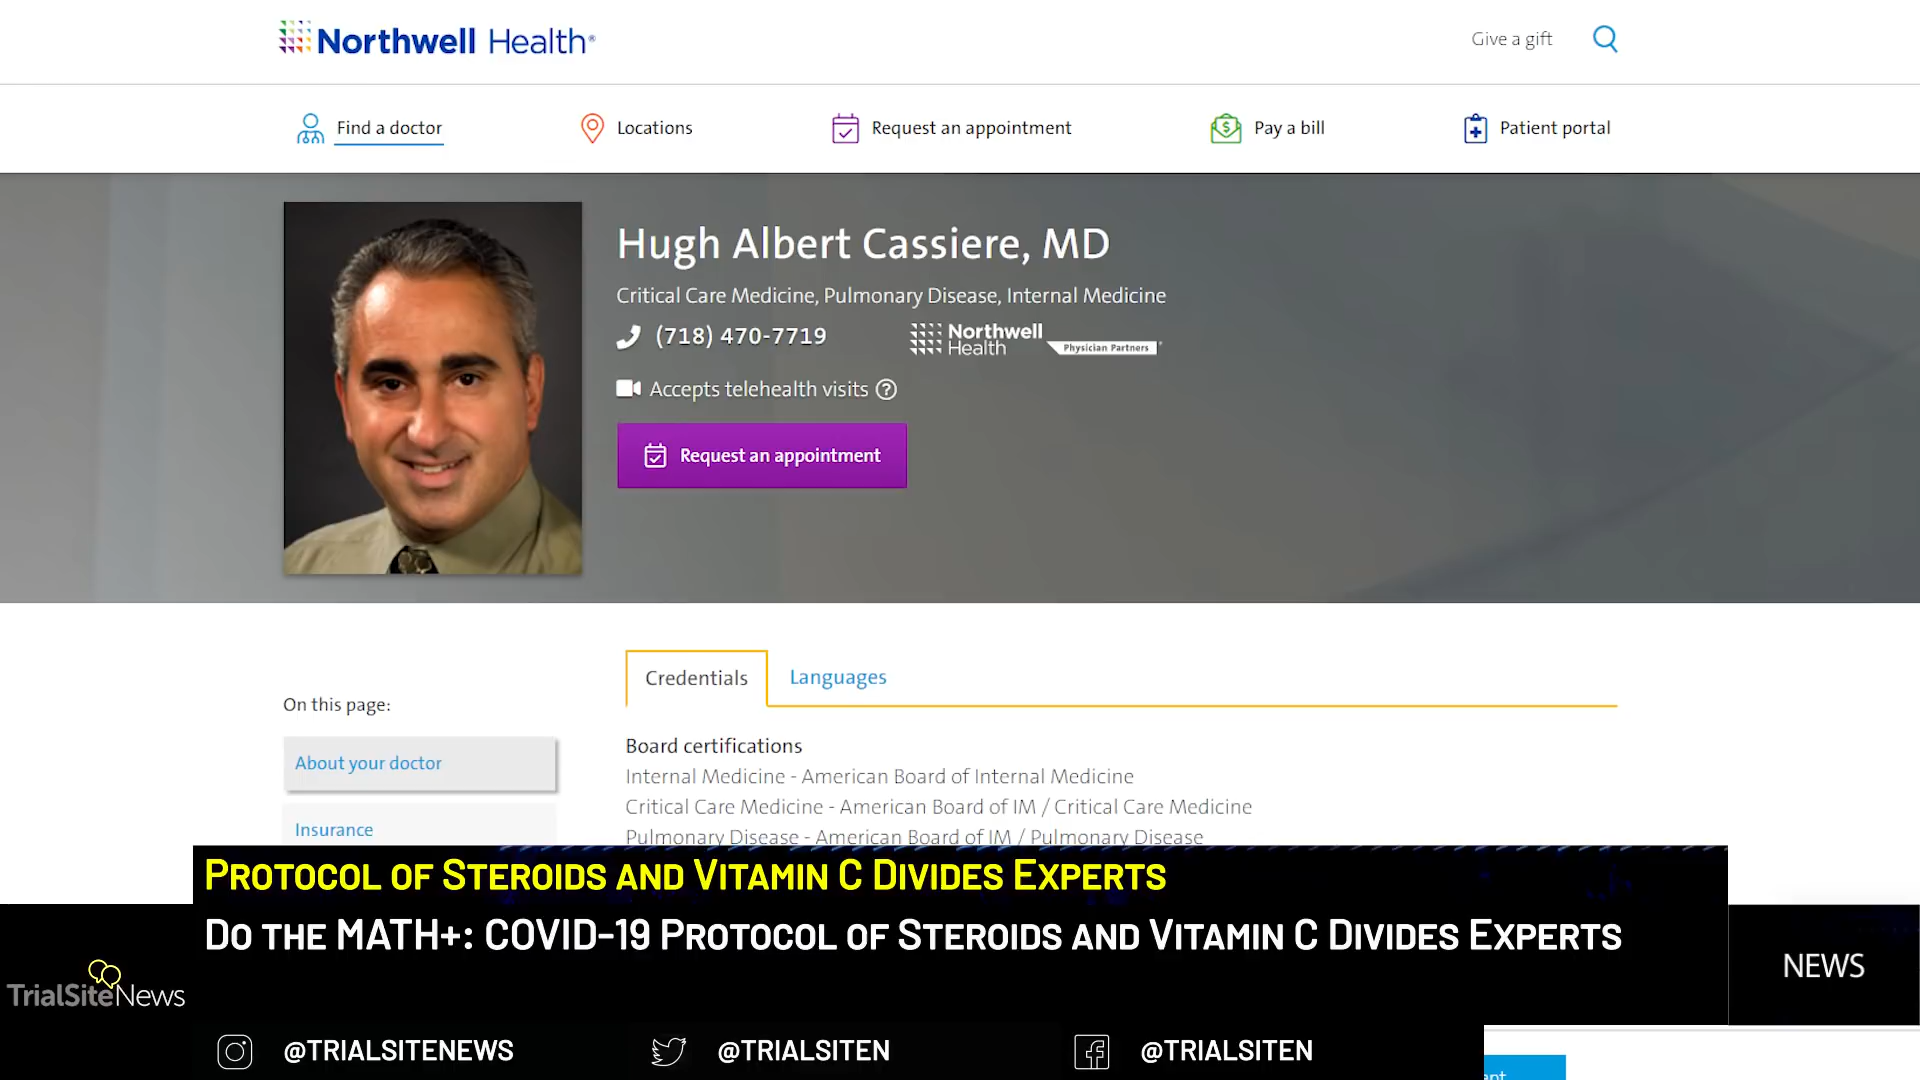 Northwell Health®
Give a gift
Find a doctor
Locations
Request an appointment
Pay a bill
Patient portal
Hugh Albert Cassiere, MD
Critical Care Medicine, Pulmonary Disease, Internal Medicine
(718) 470-7719
Northwell
Health
Physician Partners
Accepts telehealth visits ?
Request an appointment
Credentials
Languages
On this page:
About your doctor
Insurance
Board certifications
Internal Medicine - American Board of Internal Medicine
Critical Care Medicine - American Board of IM / Critical Care Medicine
Pulmonary Disease - American Board of IM / Pulmonary Disease
PROTOCOL OF STEROIDS AND VITAMIN C DIVIDES EXPERTS
DO THE MATH+: COVID-19 PROTOCOL OF STEROIDS AND VITAMIN C DIVIDES EXPERTS
TrialSiteNews
NEWS
@TRIALSITENEWS
@TRIALSITEN
@TRIALSITEN